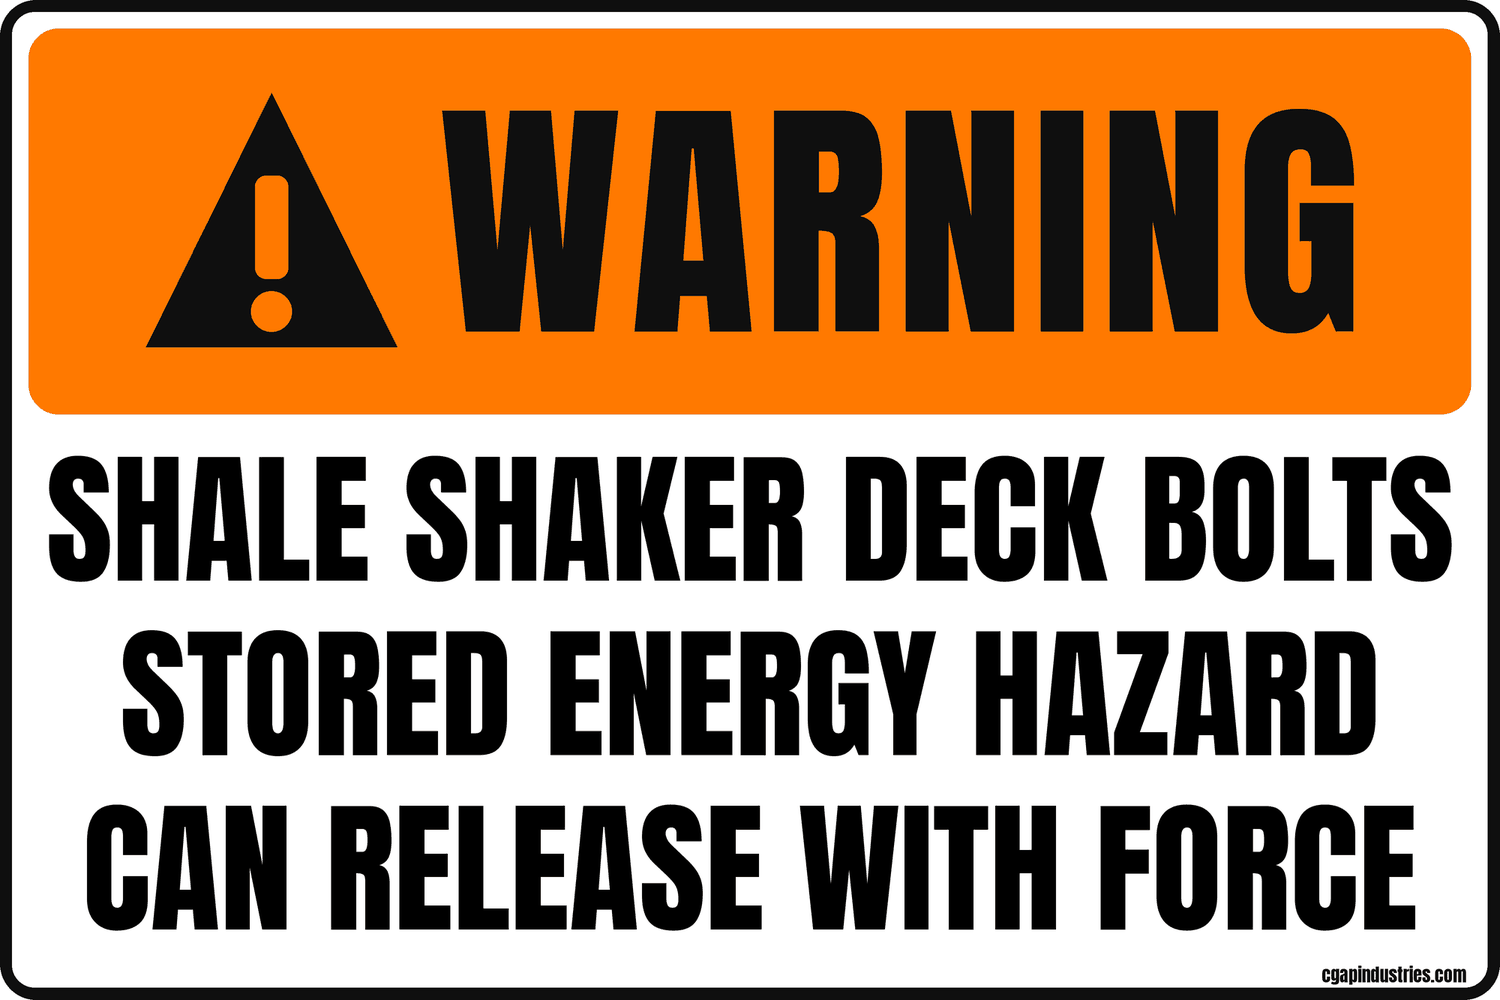 WARNING
SHALE SHAKER DECK BOLTS
STORED ENERGY HAZARD
CAN RELEASE WITH FORCE
cgapindustries.com